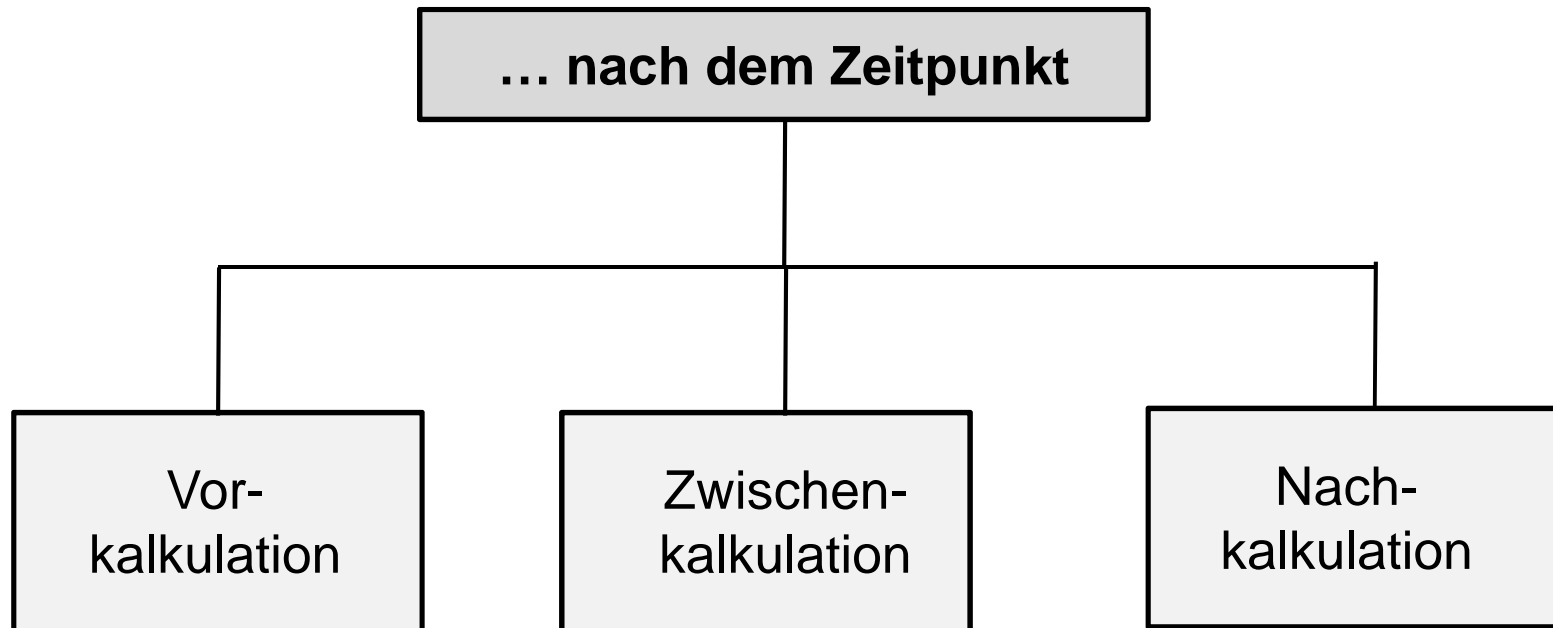 … nach dem Zeitpunkt
Vor-
kalkulation
Zwischen-
kalkulation
Nach-
kalkulation